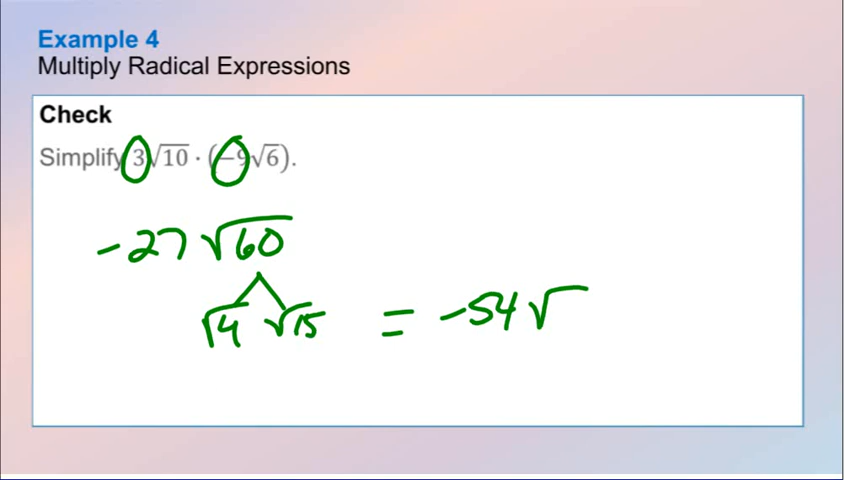 Example 4
Multiply Radical Expressions
Check
Simplify 3√10 · (−9√6).
-27 √60
√4 √15 = -54 √